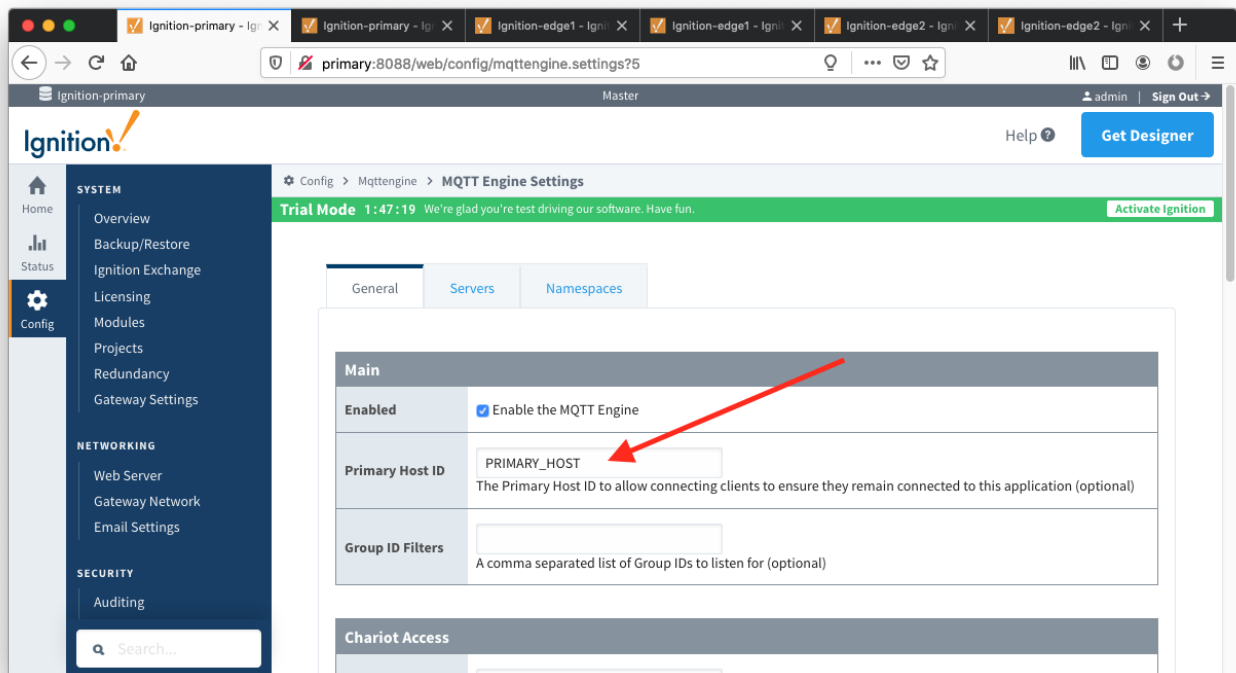 Ignition-primary - Ign
Ignition-primary - Ig
Ignition-edge1 - Ignit
Ignition-edge1 - Ignit
Ignition-edge2 - Igni
Ignition-edge2 - Igni
primary:8088/web/config/mqttengine.settings?5
Ignition-primary Master admin | Sign Out
Ignition!
Help ? Get Designer
Home
Status
Config
SYSTEM
Overview
Backup/Restore
Ignition Exchange
Licensing
Modules
Projects
Redundancy
Gateway Settings
NETWORKING
Web Server
Gateway Network
Email Settings
SECURITY
Auditing
Search...
Config > Mqttengine > MQTT Engine Settings
Trial Mode 1:47:19 We're glad you're test driving our software. Have fun. Activate Ignition
General Servers Namespaces
Main
Enabled Enable the MQTT Engine
Primary Host ID PRIMARY_HOST
The Primary Host ID to allow connecting clients to ensure they remain connected to this application (optional)
Group ID Filters
A comma separated list of Group IDs to listen for (optional)
Chariot Access